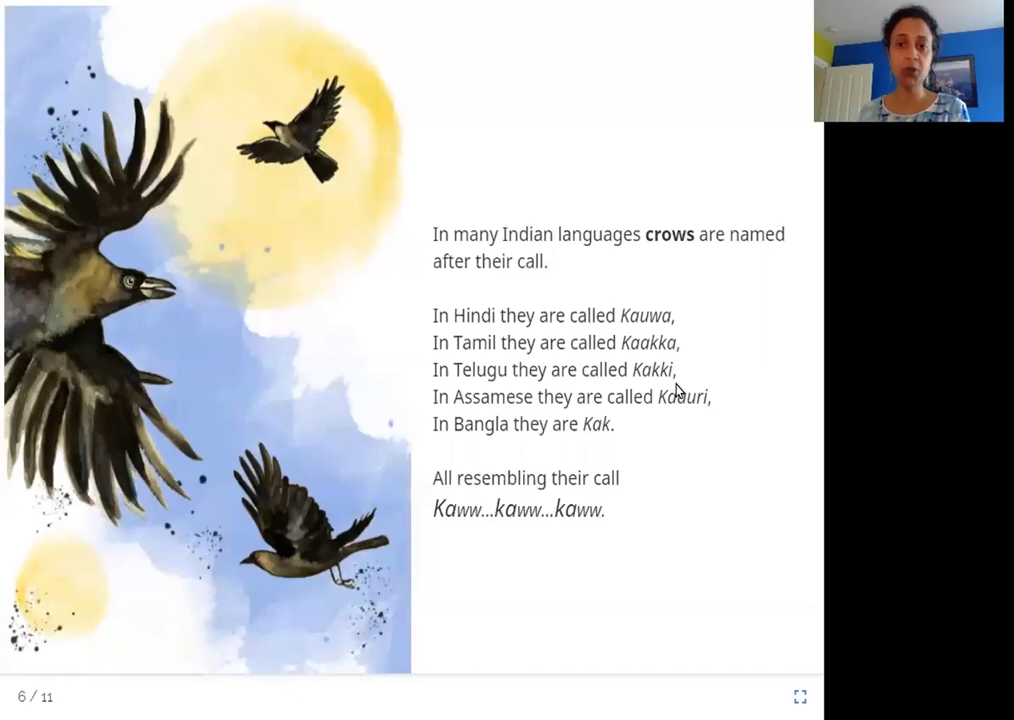 In many Indian languages crows are named
after their call.
In Hindi they are called Kauwa,
In Tamil they are called Kaakka,
In Telugu they are called Kakki,
In Assamese they are called
In Bangla they are Kak.
All resembling their call
Kaww...kaww...kaww.
6 / 11